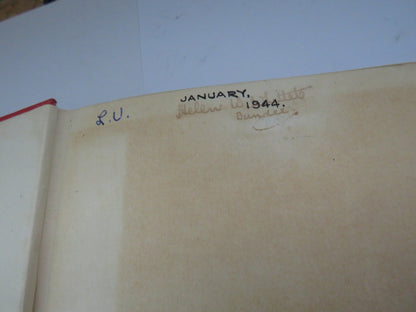 L.U.
JANUARY,
1944.
Helen
Dundee